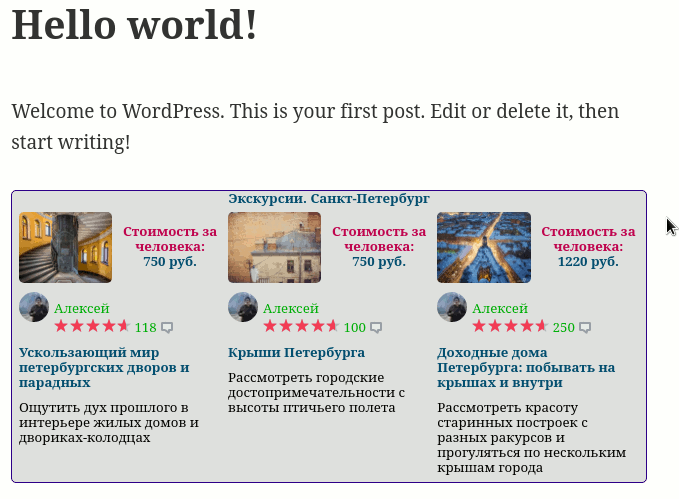 Hello world!
Welcome to WordPress. This is your first post. Edit or delete it, then
start writing!
Экскурсии. Санкт-Петербург
Стоимость за
человека:
750 руб.
Алексей
118
Ускользающий мир
петербургских дворов и
парадных
Ощутить дух прошлого в
интерьере жилых домов и
двориках-колодцах
Стоимость за
человека:
750 руб.
Алексей
100
Крыши Петербурга
Рассмотреть городские
достопримечательности с
высоты птичьего полета
Стоимость за
человека:
1220 руб.
Алексей
250
Доходные дома
Петербурга: побывать на
крышах и внутри
Рассмотреть красоту
старинных построек с
разных ракурсов и
прогуляться по нескольким
крышам города